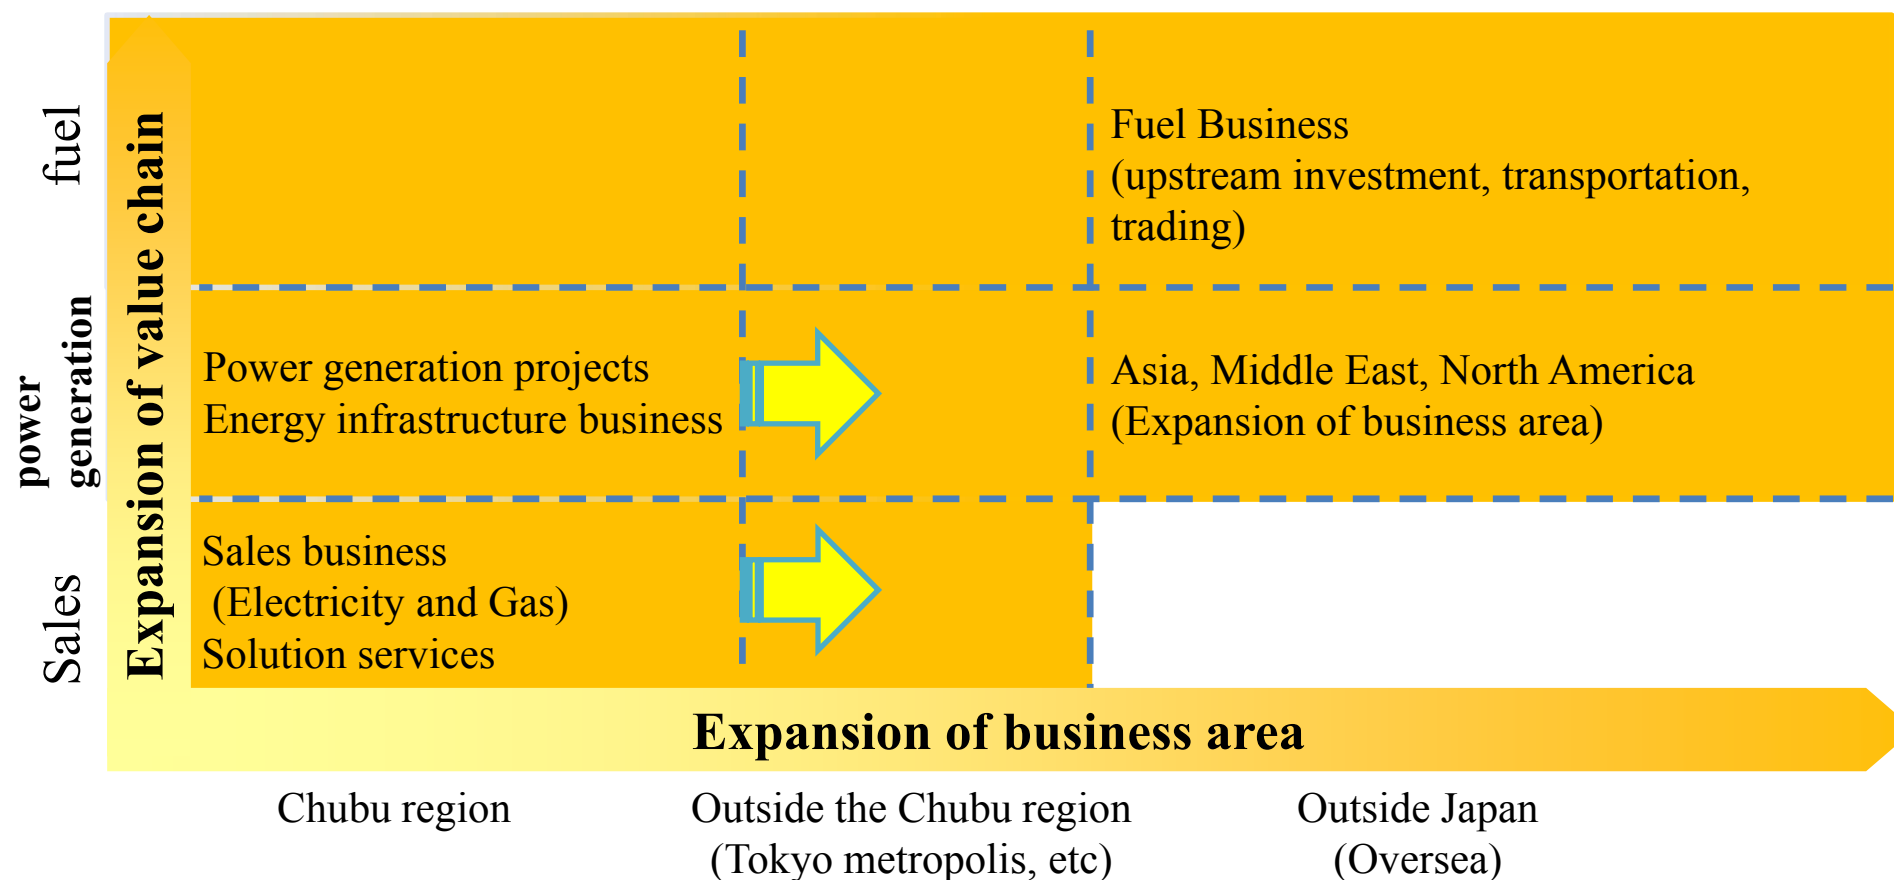 fuel
Expansion of value chain
Fuel Business
(upstream investment, transportation,
trading)
power
generation
Power generation projects
Energy infrastructure business
Asia, Middle East, North America
(Expansion of business area)
Sales
Sales business
(Electricity and Gas)
Solution services
Expansion of business area
Chubu region
Outside the Chubu region
(Tokyo metropolis, etc)
Outside Japan
(Oversea)